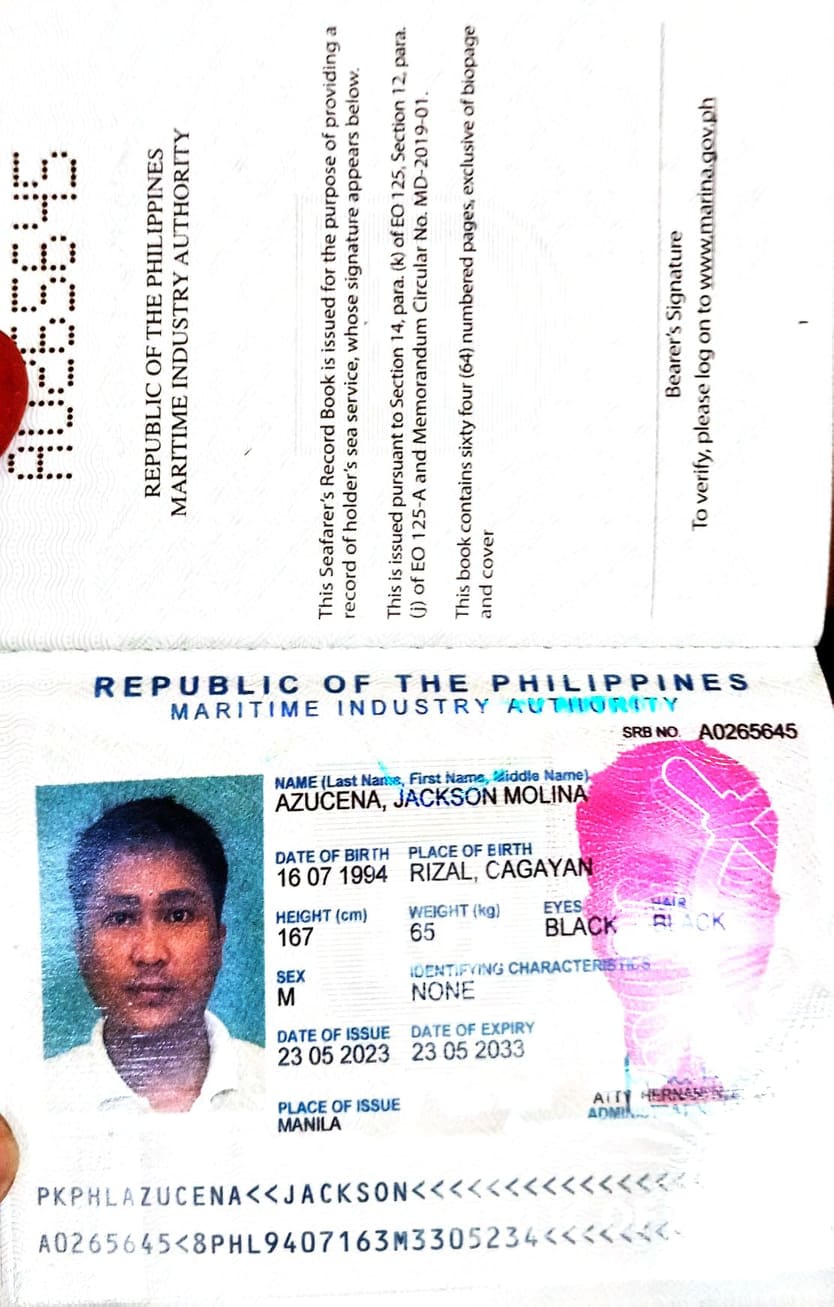 A0265645
REPUBLIC OF THE PHILIPPINES
MARITIME INDUSTRY AUTHORITY
This Seafarer's Record Book is issued for the purpose of providing a
record of holder's sea service, whose signature appears below.
This is issued pursuant to Section 14, para. (k) of EO 125, Section 12, para.
(j) of EO 125-A and Memorandum Circular No. MD-2019-01.
This book contains sixty four (64) numbered pages, exclusive of biopage
and cover
Bearer's Signature
To verify, please log on to www.marina.gov.ph
REPUBLIC OF THE PHILIPPINES
MARITIME INDUSTRY AUTHORITY
SRB NO. A0265645
NAME (Last Name, First Name, Middle Name)
AZUCENA, JACKSON MOLINA
DATE OF BIRTH PLACE OF BIRTH
16 07 1994 RIZAL, CAGAYAN
HEIGHT (cm) WEIGHT (kg) EYES HAIR
167 65 BLACK BLACK
SEX IDENTIFYING CHARACTERISTICS
M NONE
DATE OF ISSUE DATE OF EXPIRY
23 05 2023 23 05 2033
PLACE OF ISSUE
MANILA
ATTY
PKPHLAZUCENA<<JACKSON<<<<<<<<<<<<<<<<<
A0265645<8PHL9407163M3305234<<<<<<<